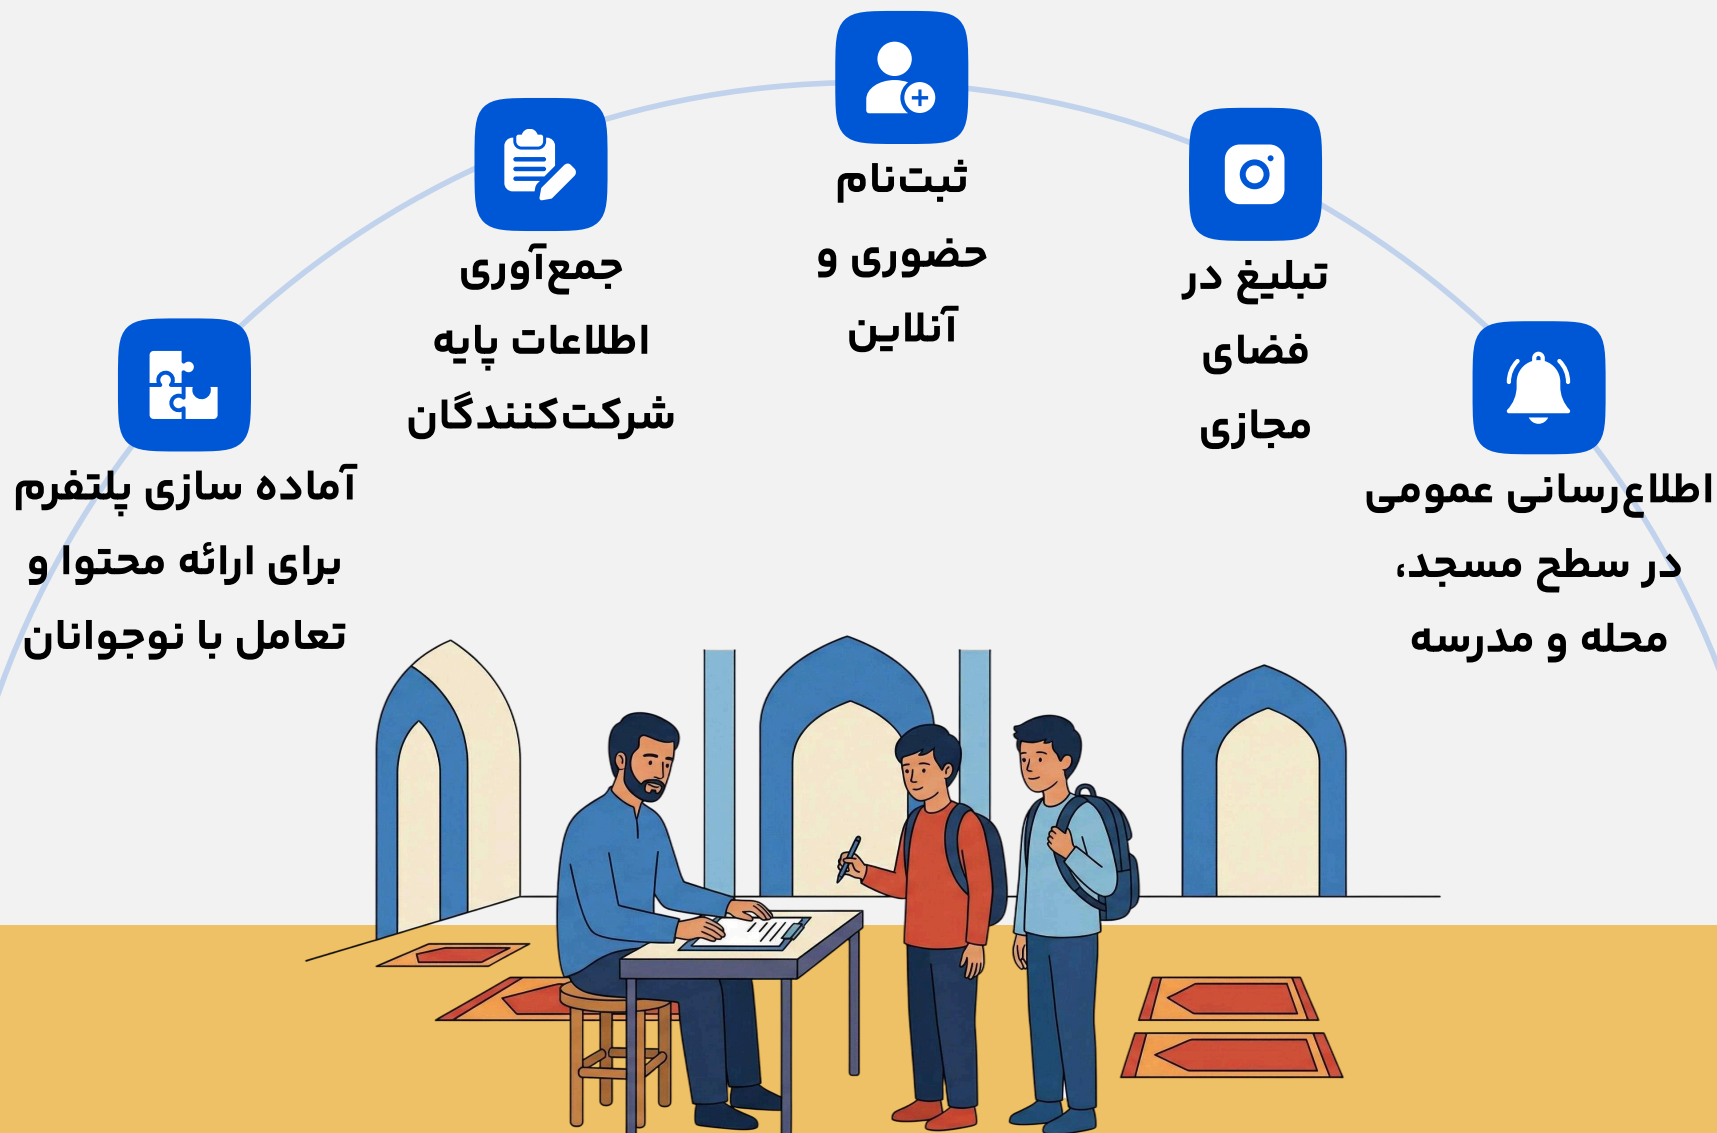 اطلاع‌رسانی عمومی
در سطح مسجد،
محله و مدرسه
تبلیغ در
فضای
مجازی
ثبت‌نام
حضوری و
آنلاین
جمع‌آوری
اطلاعات پایه
شرکت‌کنندگان
آماده سازی پلتفرم
برای ارائه محتوا و
تعامل با نوجوانان